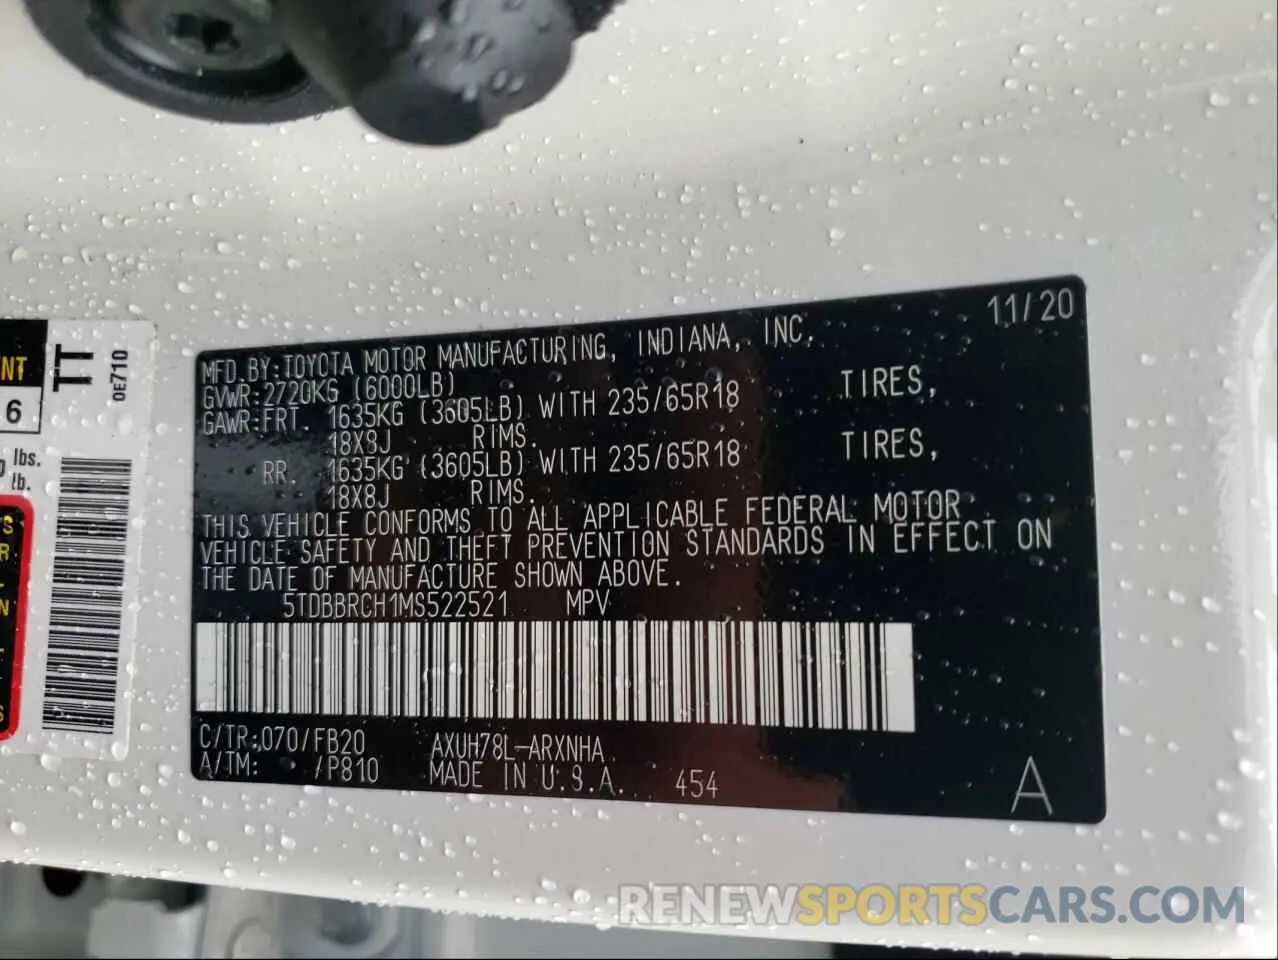 11/20
MFD.BY:TOYOTA MOTOR MANUFACTURING, INDIANA, INC.
GVWR:2720KG (6000LB)
GAWR:FRT. 1635KG (3605LB) WITH 235/65R18 TIRES,
18X8J RIMS.
RR. 1635KG (3605LB) WITH 235/65R18 TIRES,
18X8J RIMS.
THIS VEHICLE CONFORMS TO ALL APPLICABLE FEDERAL MOTOR
VEHICLE SAFETY AND THEFT PREVENTION STANDARDS IN EFFECT ON
THE DATE OF MANUFACTURE SHOWN ABOVE.
5TDBBRCH1MS522521 MPV
C/TR:070/FB20 AXUH78L-ARXNHA
A/TM: /P810 MADE IN U.S.A. 454
A
TT
0E710
6
lbs.
lb.
RENEWSPORTSCARS.COM